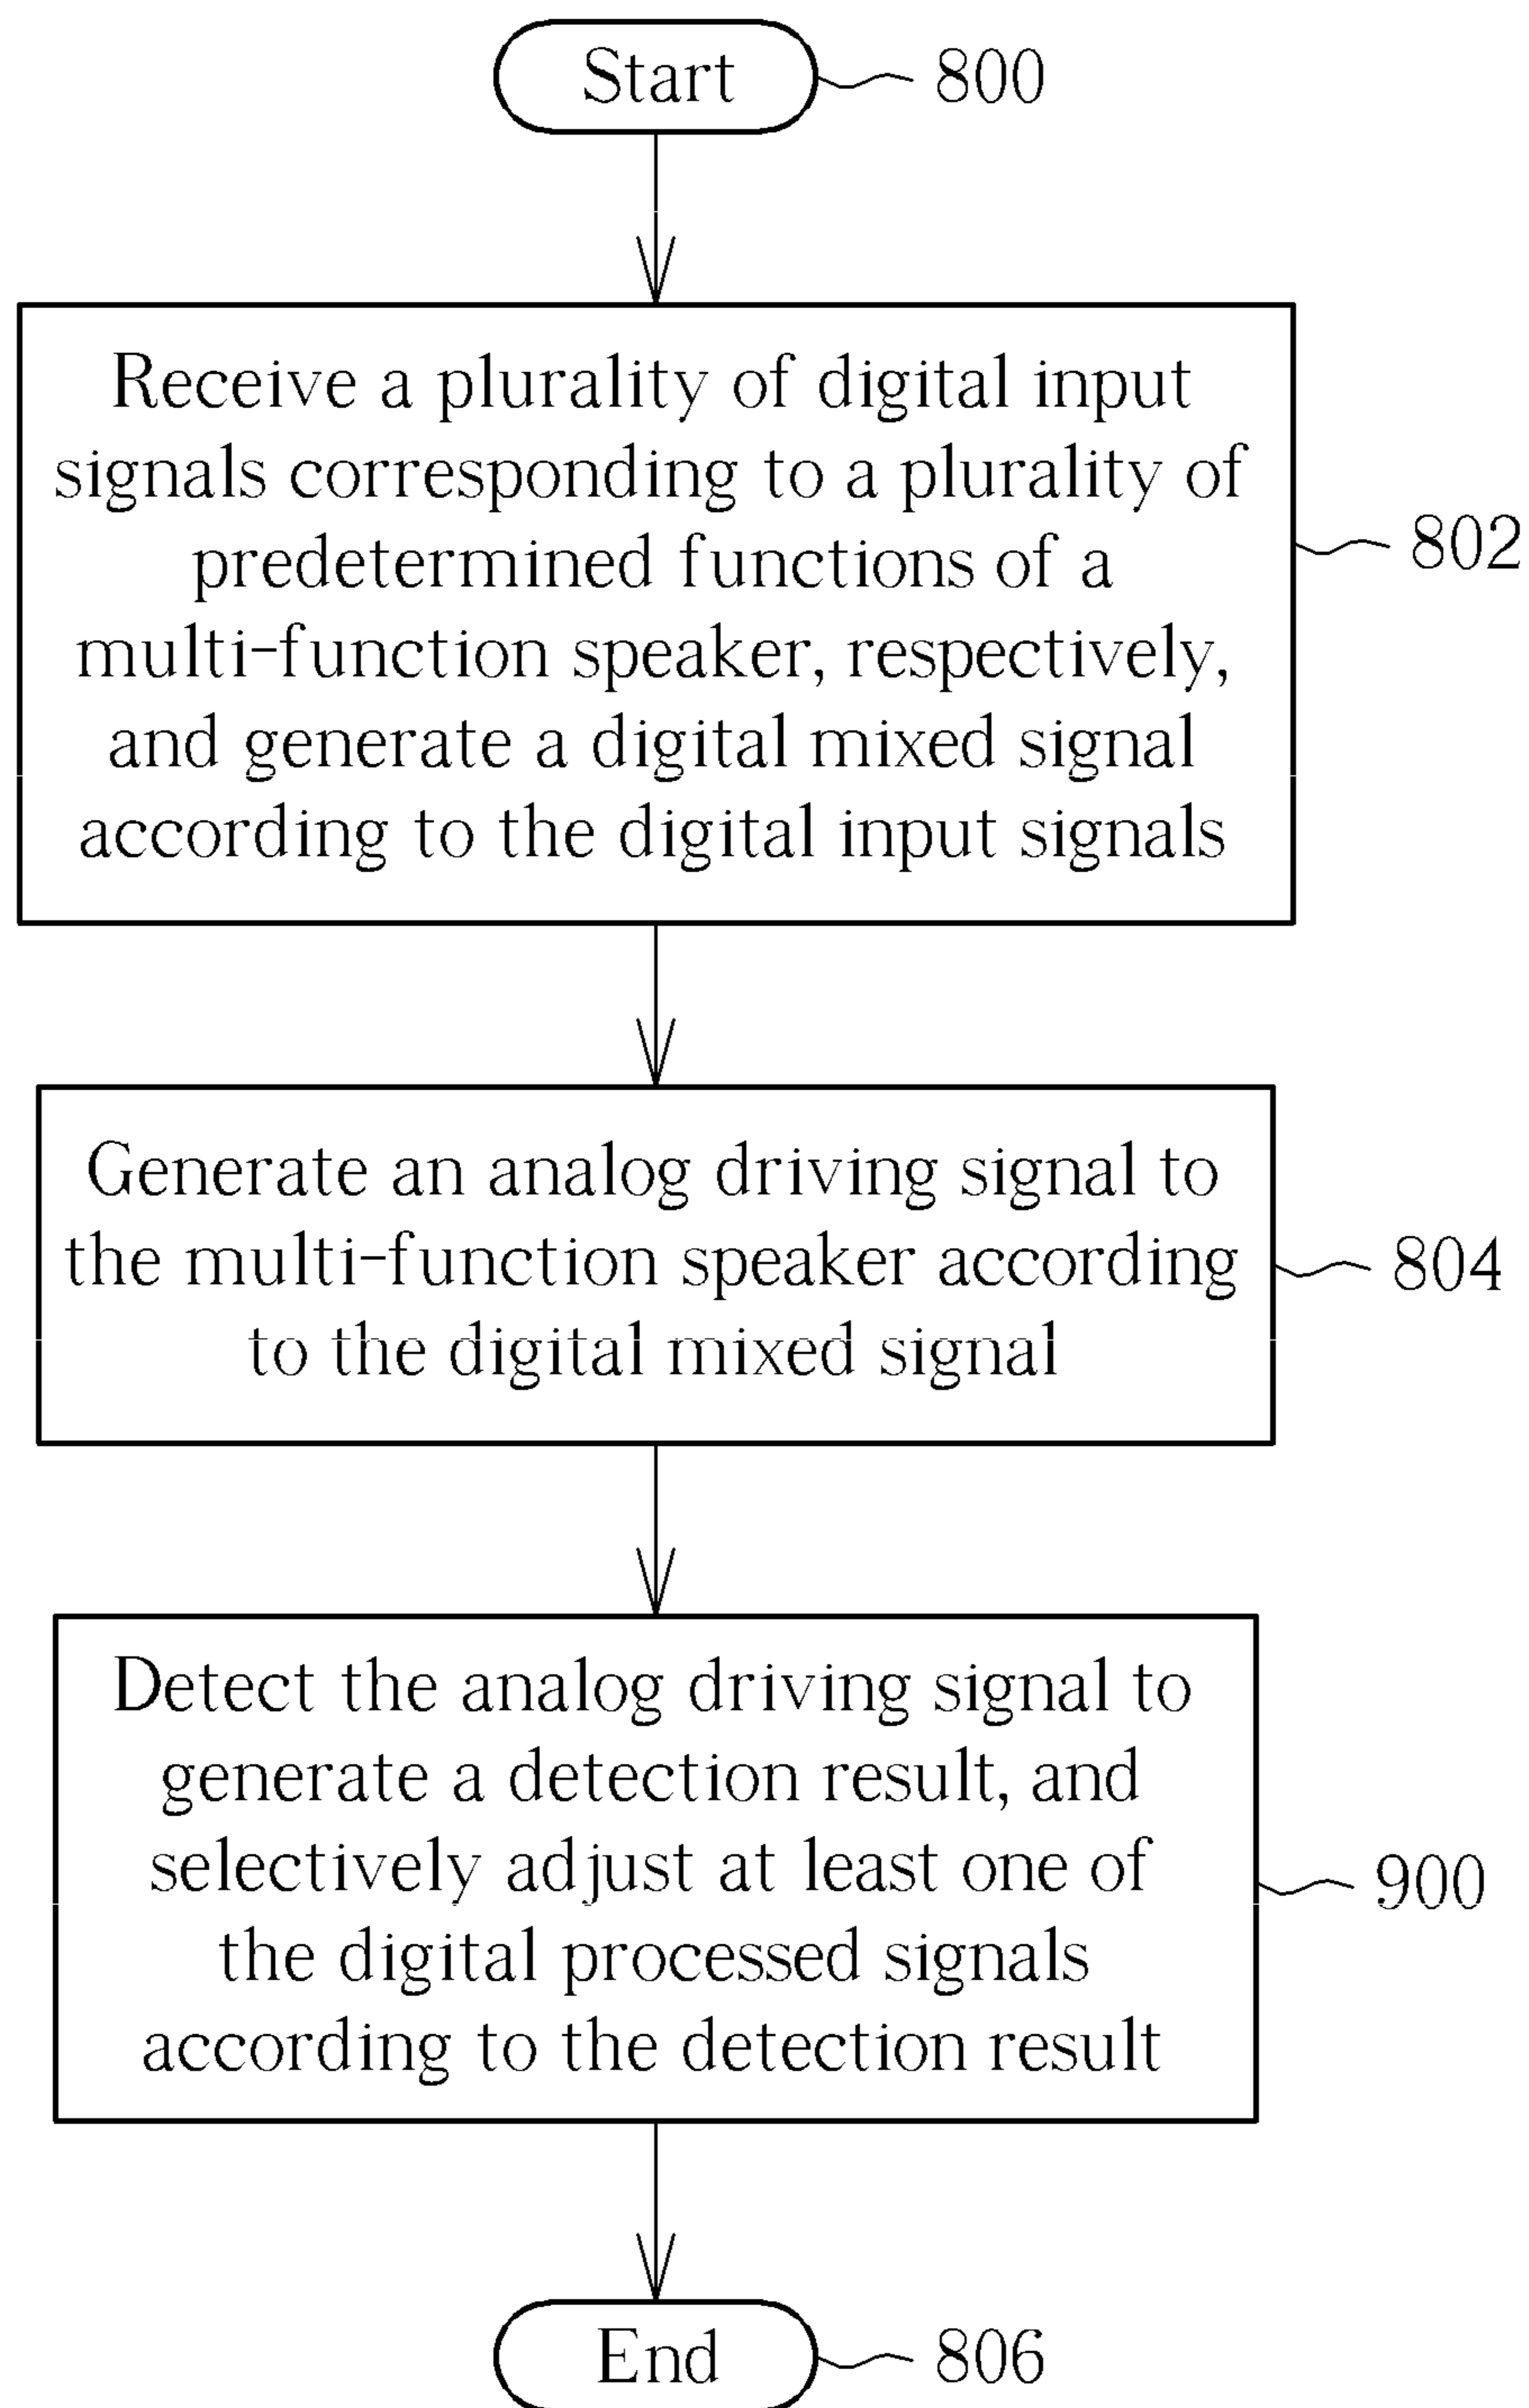 Start
800
Receive a plurality of digital input
signals corresponding to a plurality of
predetermined functions of a
multi-function speaker, respectively,
and generate a digital mixed signal
according to the digital input signals
802
Generate an analog driving signal to
the multi-function speaker according
to the digital mixed signal
804
Detect the analog driving signal to
generate a detection result, and
selectively adjust at least one of
the digital processed signals
according to the detection result
900
End
806